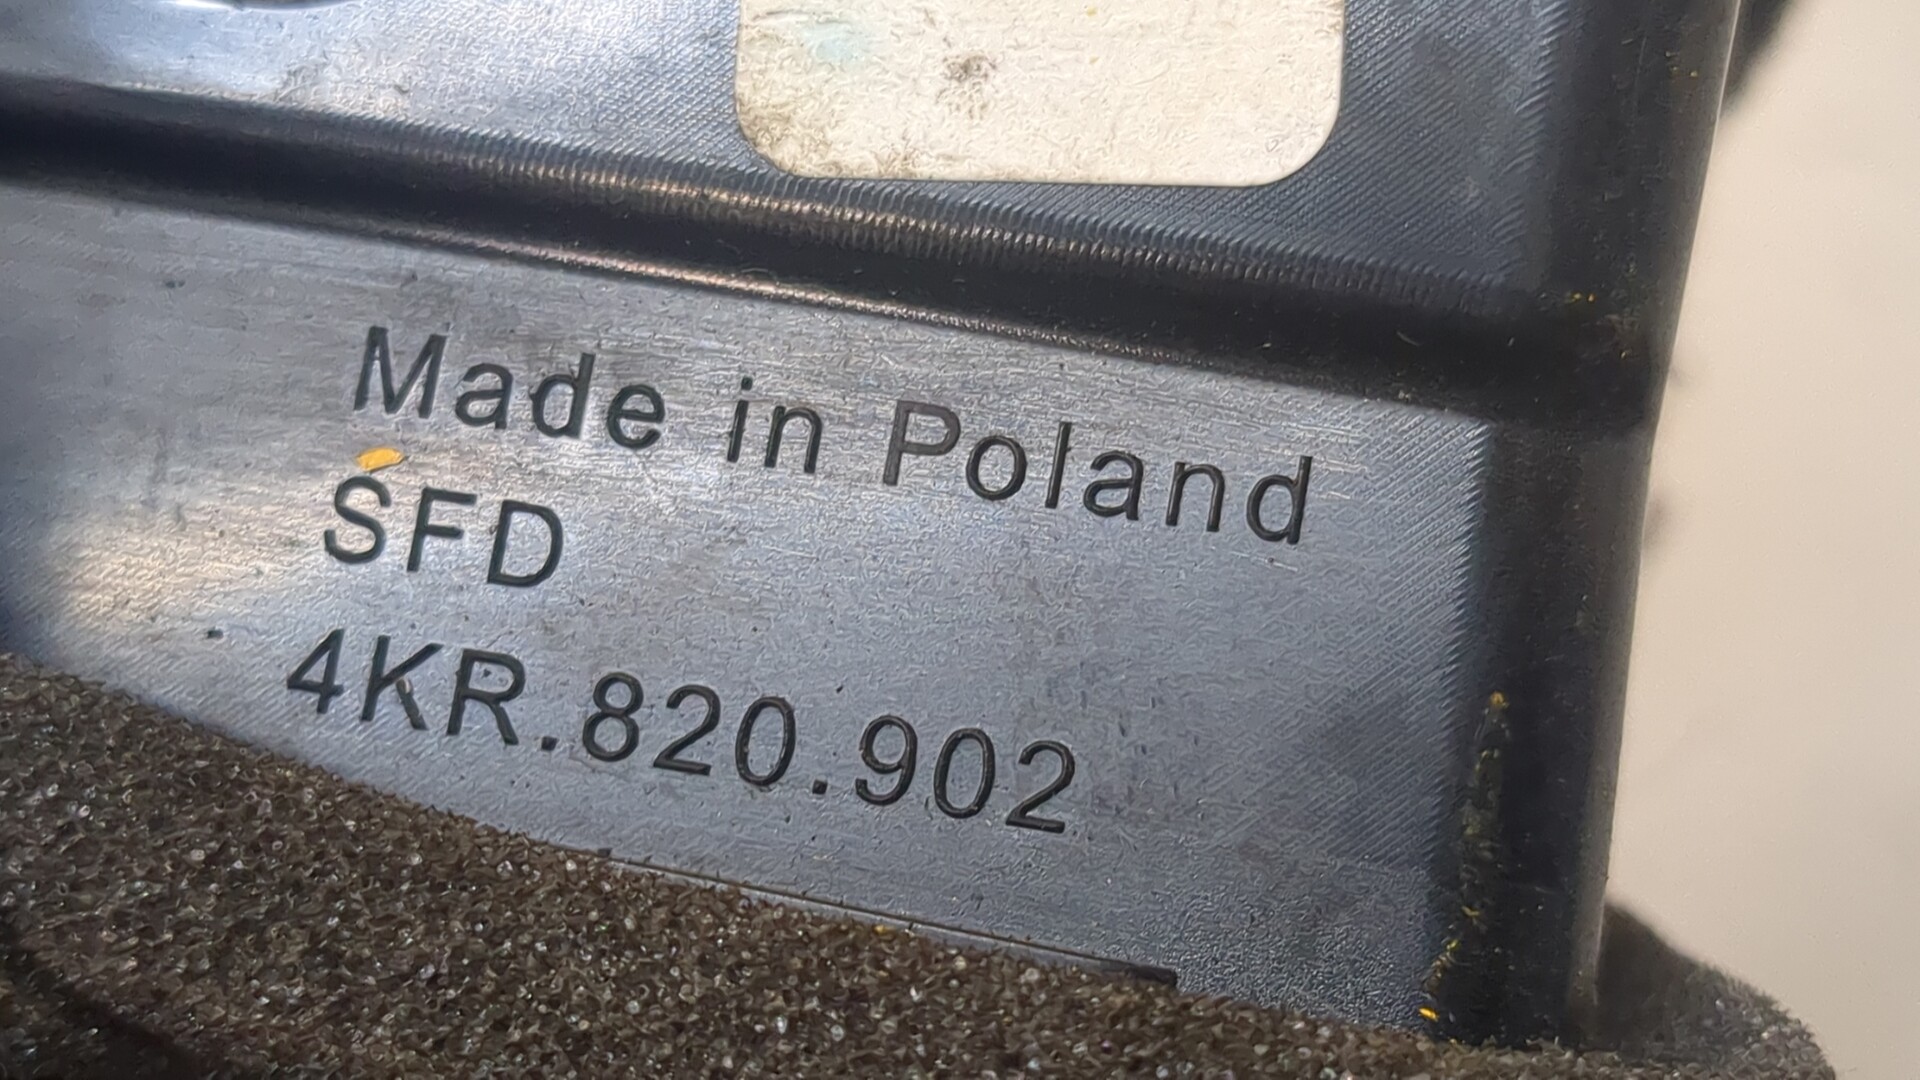 Made in Poland
SFD
4KR.820.902